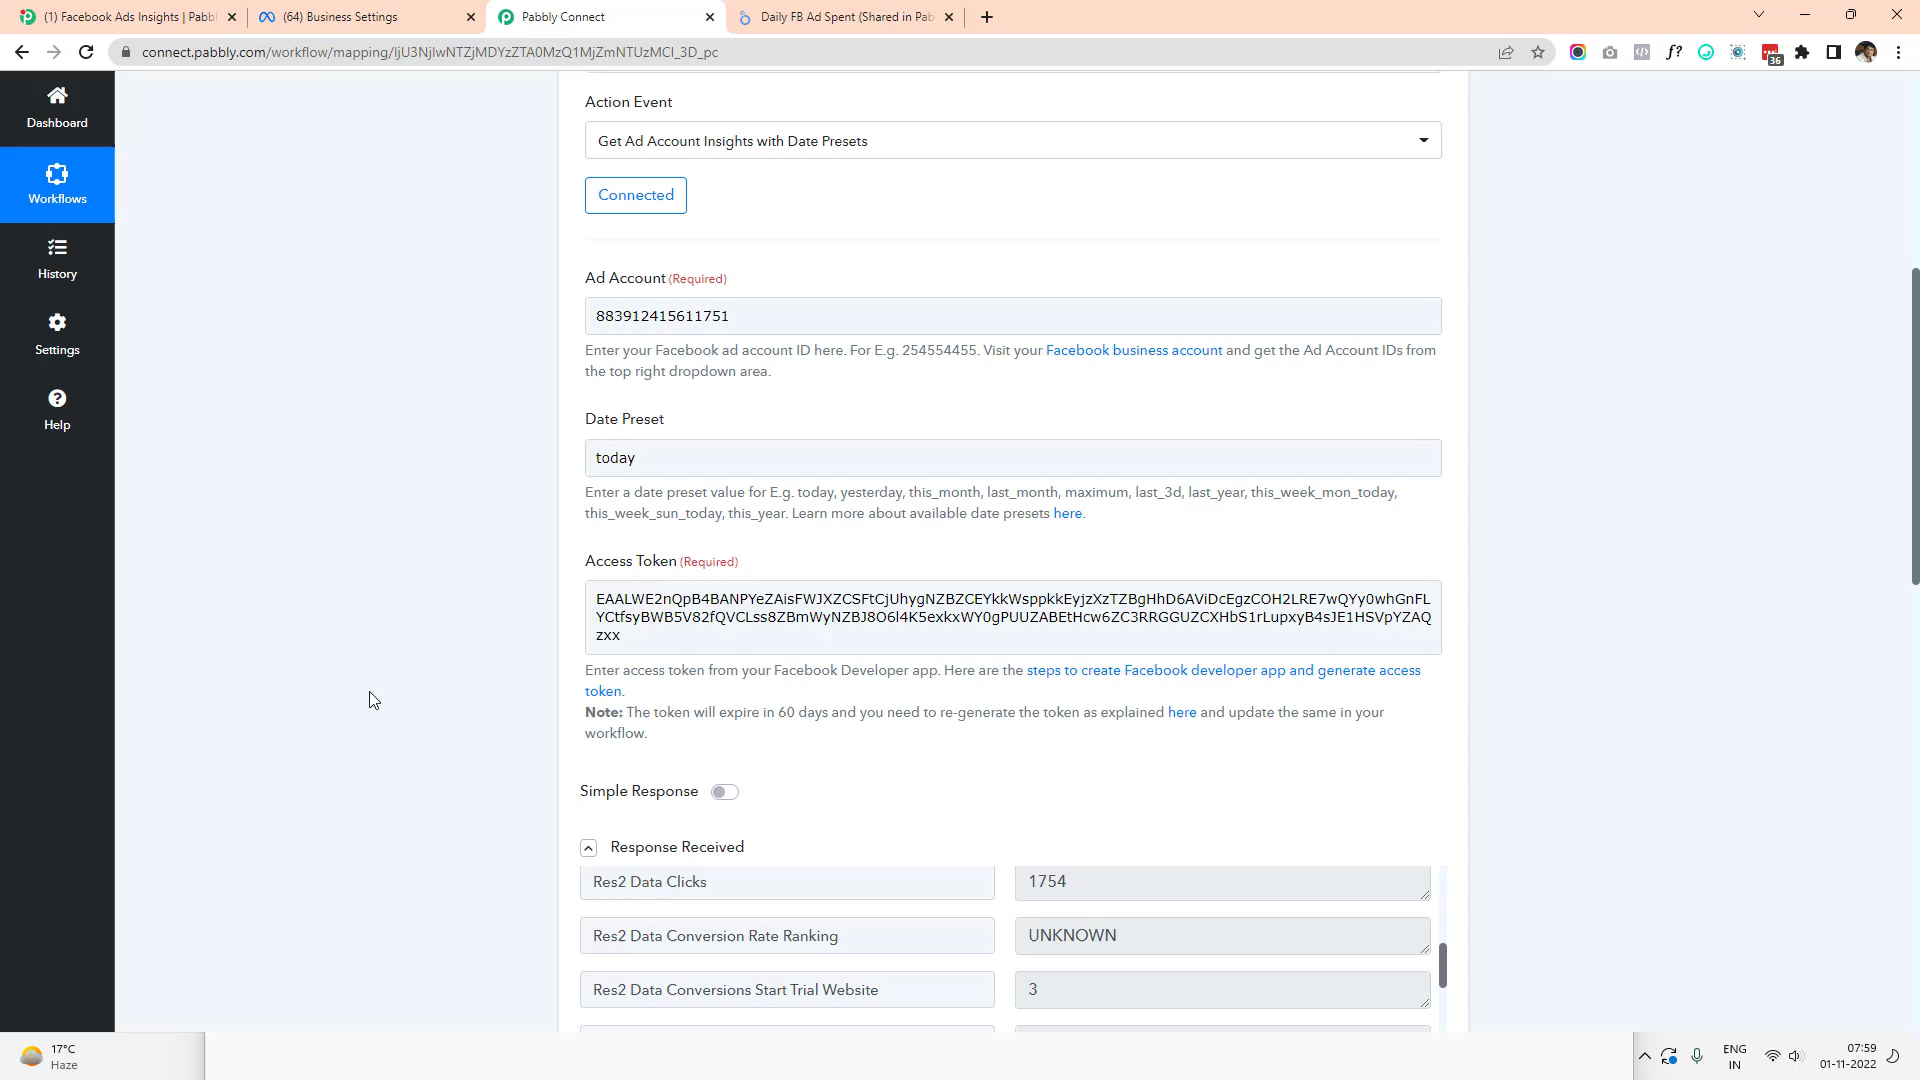 (1) Facebook Ads Insights | Pabbl
(64) Business Settings
Pabbly Connect
Daily FB Ad Spent (Shared in Pab
connect.pabbly.com/workflow/mapping/IjU3NjIwNTZjMDYzZTA0MzQ1MjZmNTUzMCI_3D_pc
36
Dashboard
Workflows
History
Settings
Help
Action Event
Get Ad Account Insights with Date Presets
Connected
Ad Account (Required)
883912415611751
Enter your Facebook ad account ID here. For E.g. 254554455. Visit your Facebook business account and get the Ad Account IDs from
the top right dropdown area.
Date Preset
today
Enter a date preset value for E.g. today, yesterday, this_month, last_month, maximum, last_3d, last_year, this_week_mon_today,
this_week_sun_today, this_year. Learn more about available date presets here.
Access Token (Required)
EAALWE2nQpB4BANPYeZAisFWJXZCSFtCjUhygNZBZCEYkkWsppkkEyjzXzTZBgHhD6AViDcEgzCOH2LRE7wQYy0whGnFL
YCtfsyBWB5V82fQVCLss8ZBmWyNZBJ8O6l4K5exkxWY0gPUUZABEtHcw6ZC3RRGGUZCXHbS1rLupxyB4sJE1HSVpYZAQ
zxx
Enter access token from your Facebook Developer app. Here are the steps to create Facebook developer app and generate access
token.
Note: The token will expire in 60 days and you need to re-generate the token as explained here and update the same in your
workflow.
Simple Response
Response Received
Res2 Data Clicks
1754
Res2 Data Conversion Rate Ranking
UNKNOWN
Res2 Data Conversions Start Trial Website
3
17°C
Haze
ENG
IN
07:59
01-11-2022